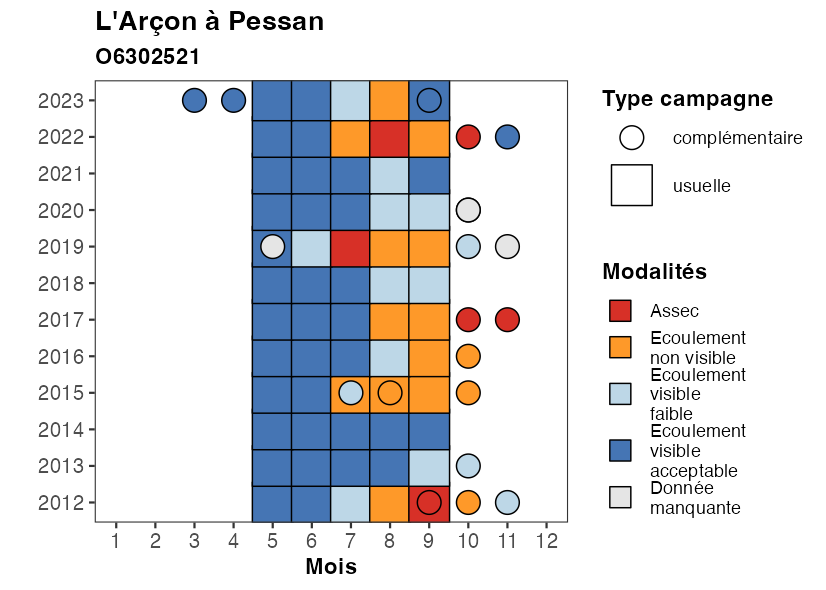 L'Arçon à Pessan
O6302521
2023
2022
2021
2020
2019
2018
2017
2016
2015
2014
2013
2012
1 2 3 4 5 6 7 8 9 10 11 12
Mois
Type campagne
complémentaire
usuelle
Modalités
Assec
Ecoulement
non visible
Ecoulement
visible
faible
Ecoulement
visible
acceptable
Donnée
manquante